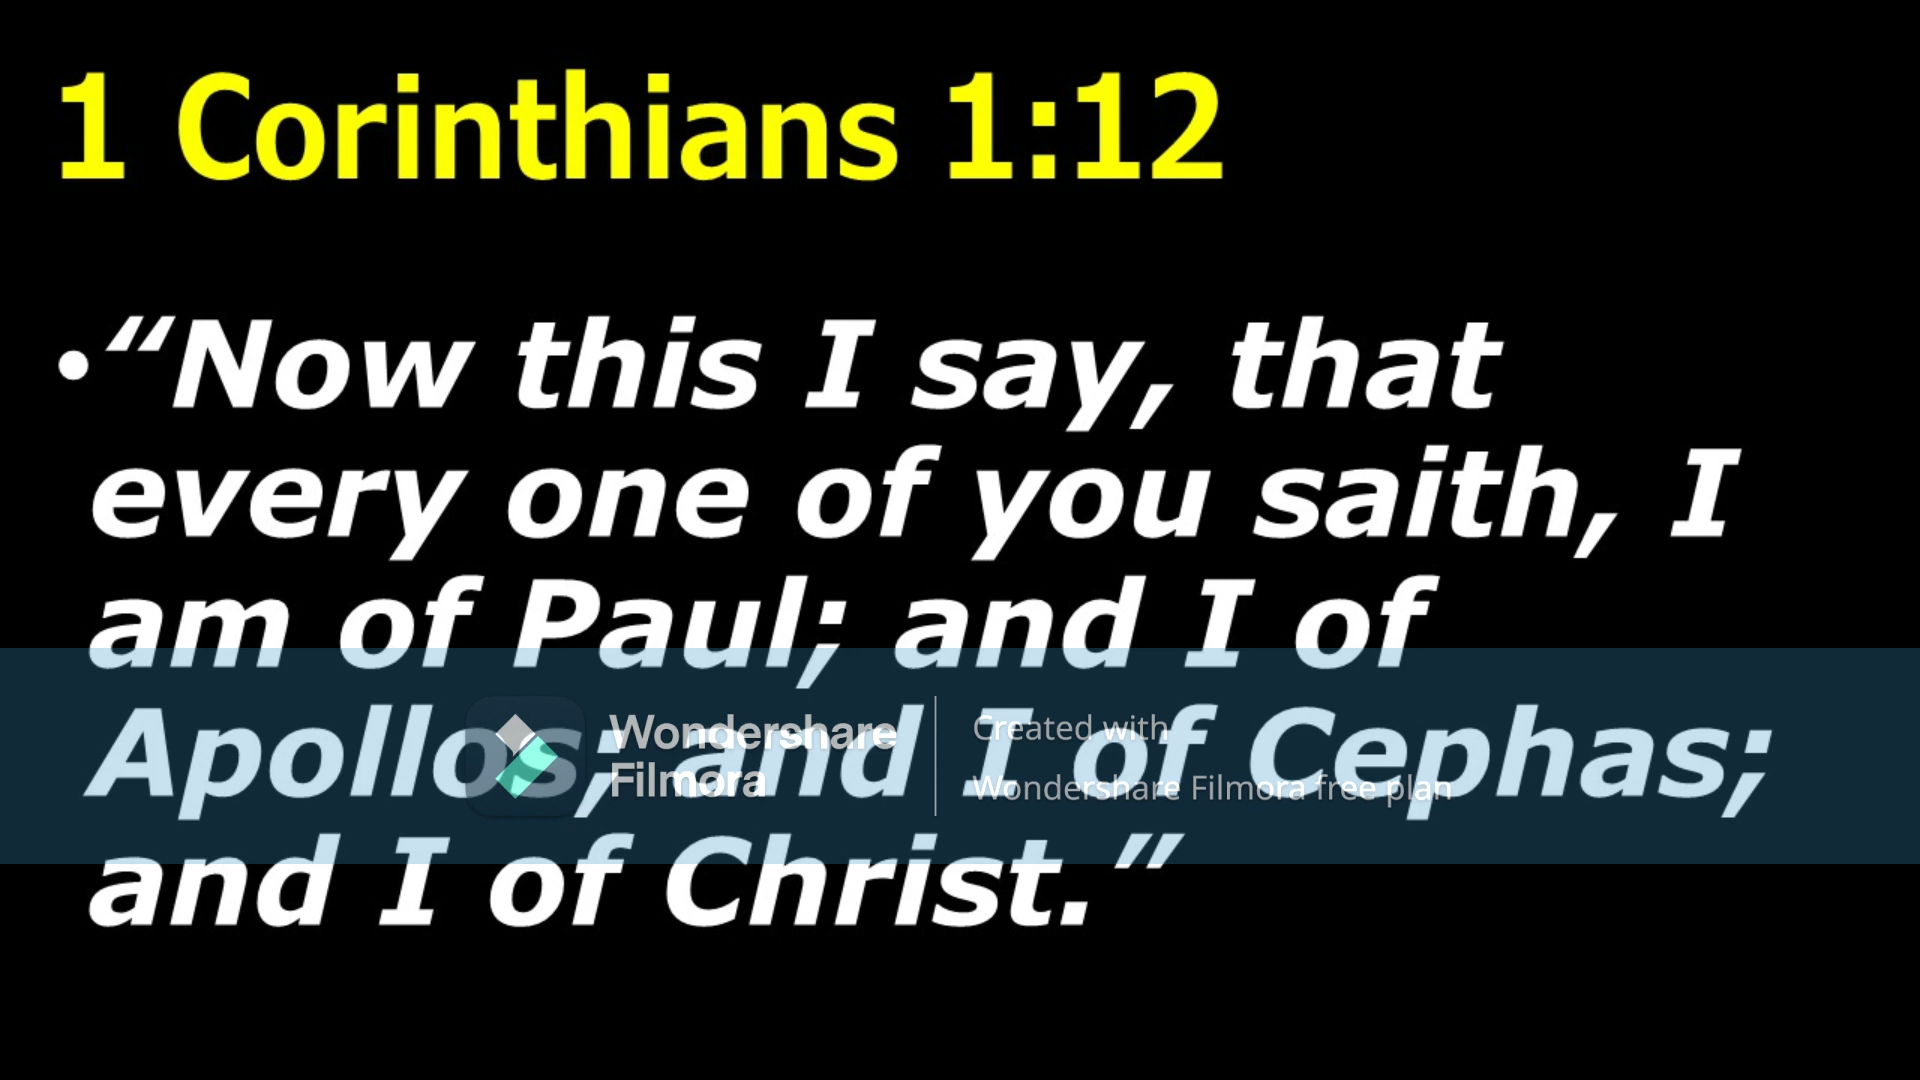 1 Corinthians 1:12
•“Now this I say, that
every one of you saith, I
am of Paul; and I of
Apollos; and I of Cephas;
and I of Christ.”
Wondershare
Filmora
Created with
Wondershare Filmora free plan